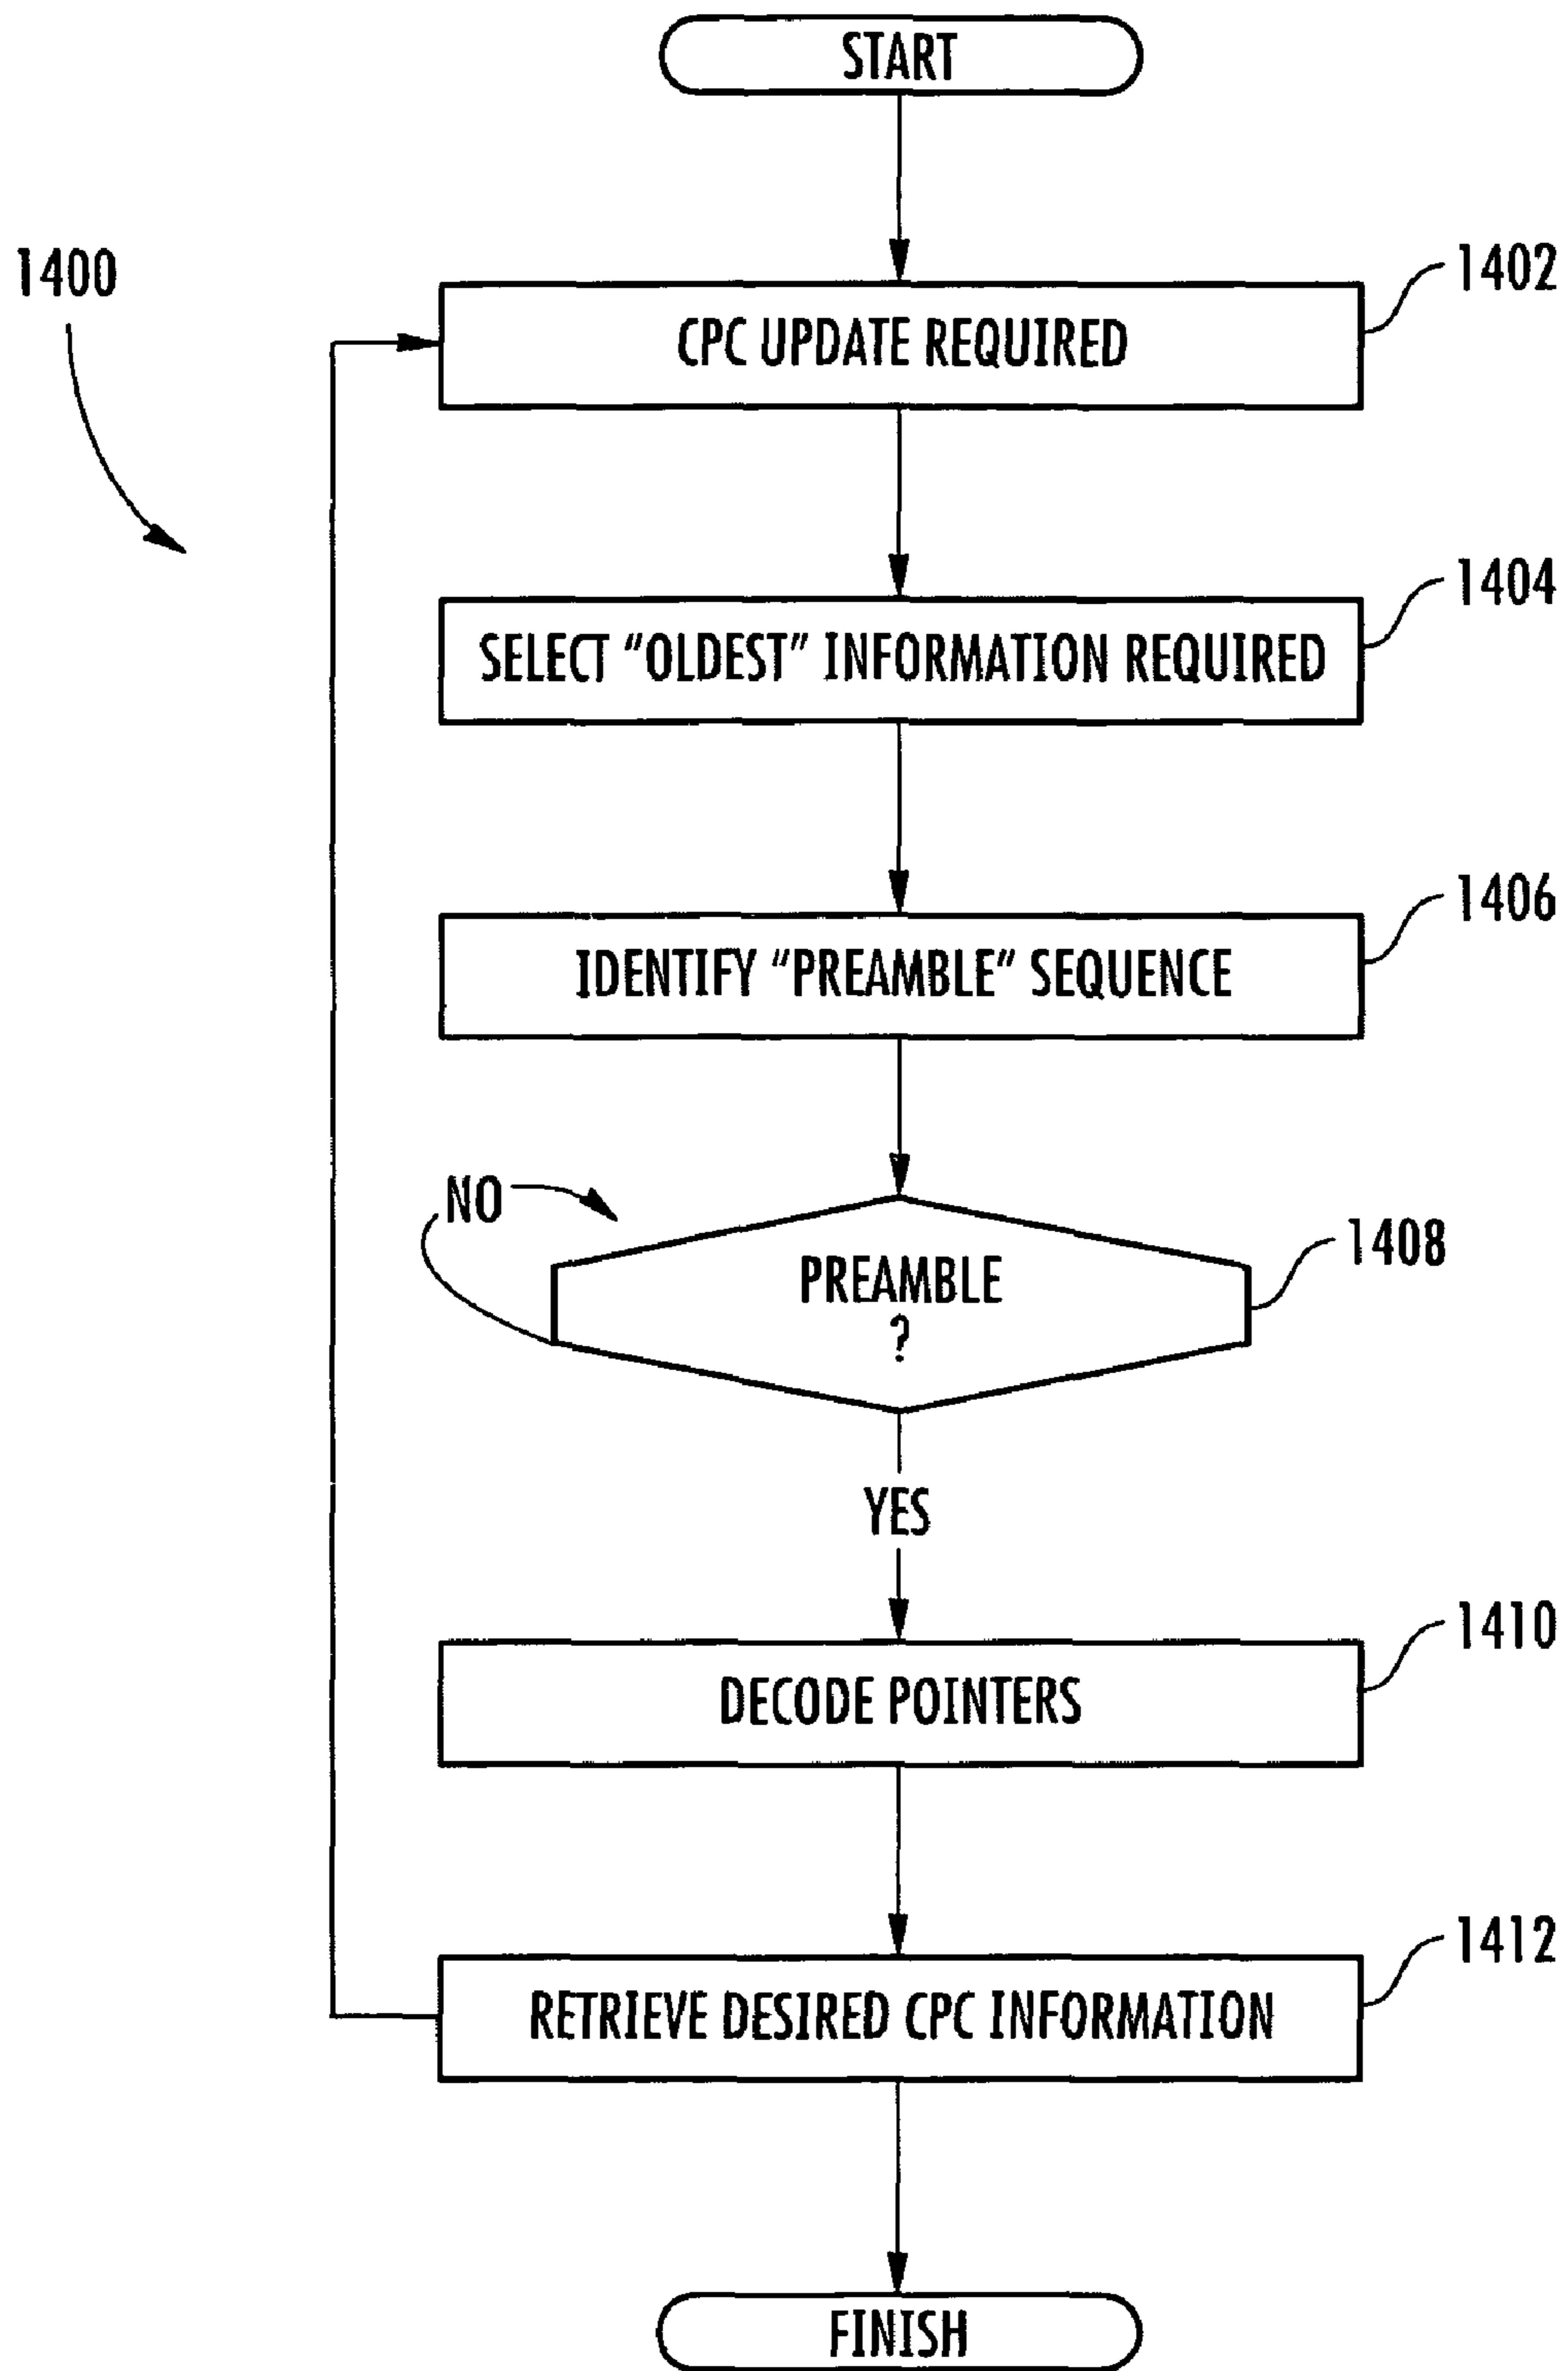 START
1400
1402
CPC UPDATE REQUIRED
1404
SELECT “OLDEST” INFORMATION REQUIRED
1406
IDENTIFY “PREAMBLE” SEQUENCE
NO
1408
PREAMBLE
?
YES
1410
DECODE POINTERS
1412
RETRIEVE DESIRED CPC INFORMATION
FINISH